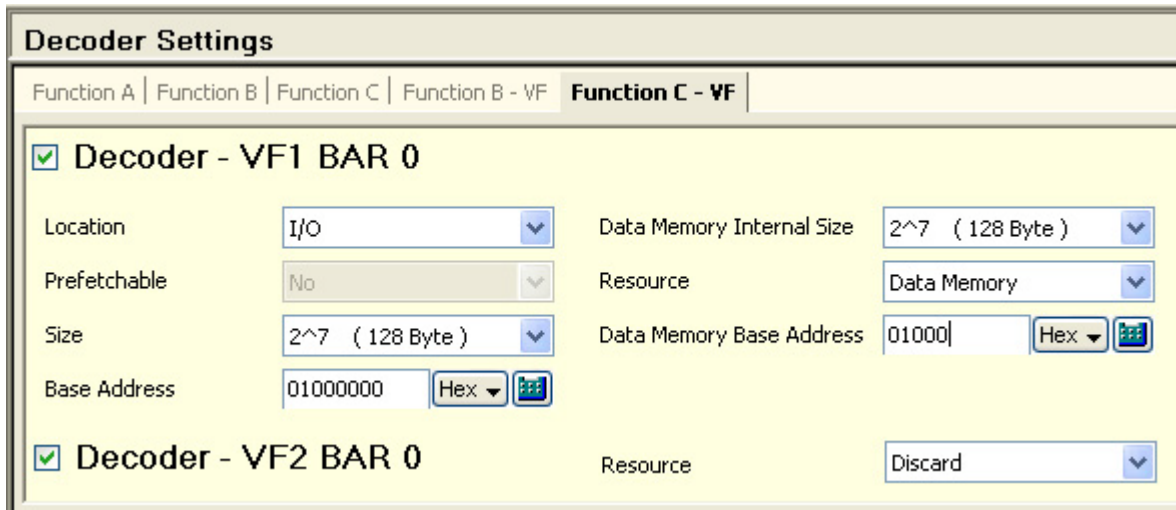 Decoder Settings
Function A | Function B | Function C | Function B - VF Function C - VF
Decoder - VF1 BAR 0
Location I/O Data Memory Internal Size 2^7 ( 128 Byte )
Prefetchable No Resource Data Memory
Size 2^7 ( 128 Byte ) Data Memory Base Address 01000 Hex
Base Address 01000000 Hex
Decoder - VF2 BAR 0 Resource Discard